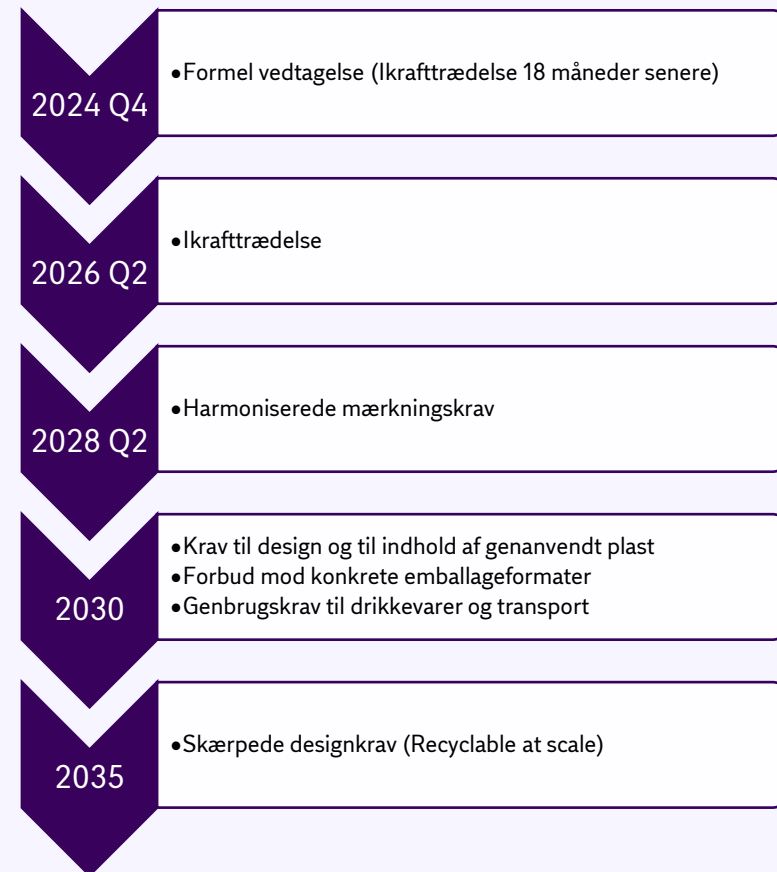 2024 Q4
•Formel vedtagelse (Ikrafttrædelse 18 måneder senere)
2026 Q2
•Ikrafttrædelse
2028 Q2
•Harmoniserede mærkningskrav
2030
•Krav til design og til indhold af genanvendt plast
•Forbud mod konkrete emballageformater
•Genbrugskrav til drikkevarer og transport
2035
•Skærpede designkrav (Recyclable at scale)